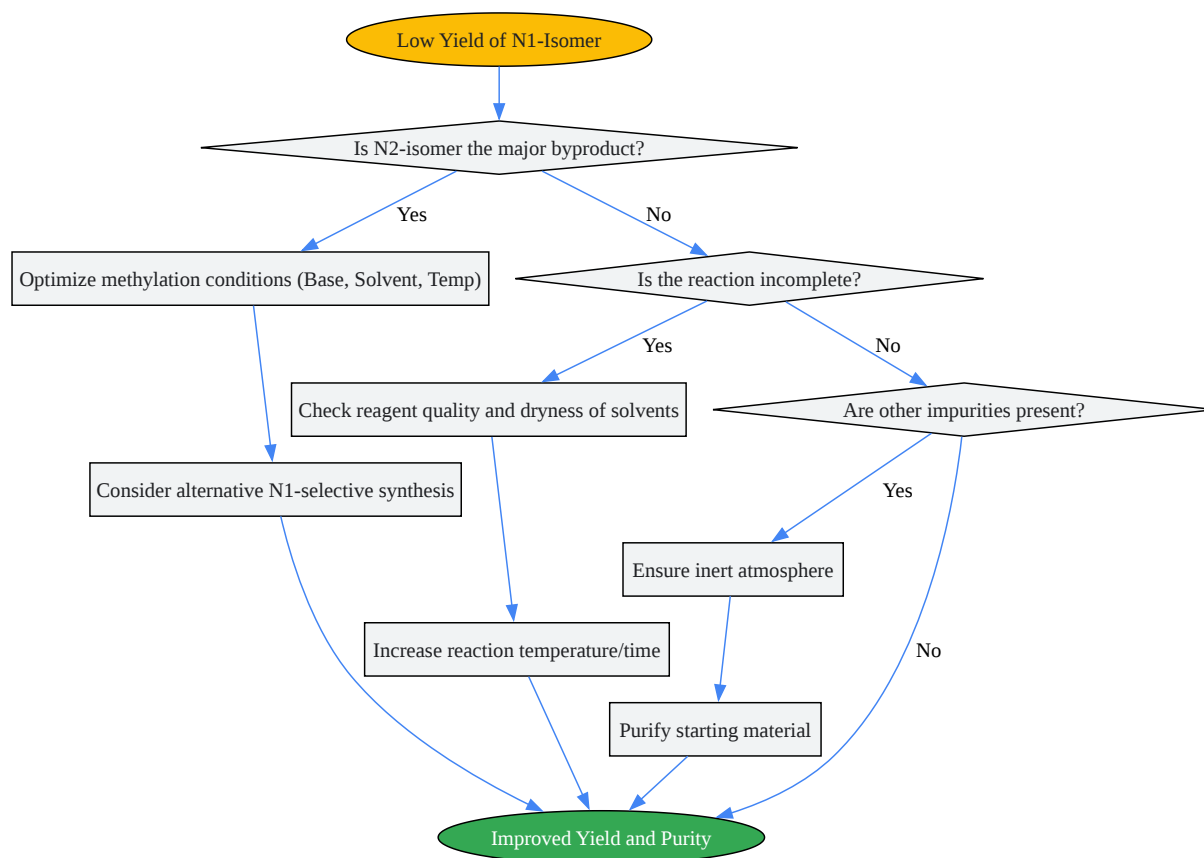 Low Yield of N1-Isomer
Is N2-isomer the major byproduct?
Yes
No
Optimize methylation conditions (Base, Solvent, Temp)
Is the reaction incomplete?
Yes
No
Check reagent quality and dryness of solvents
Are other impurities present?
Consider alternative N1-selective synthesis
Yes
Ensure inert atmosphere
Increase reaction temperature/time
No
Purify starting material
Improved Yield and Purity